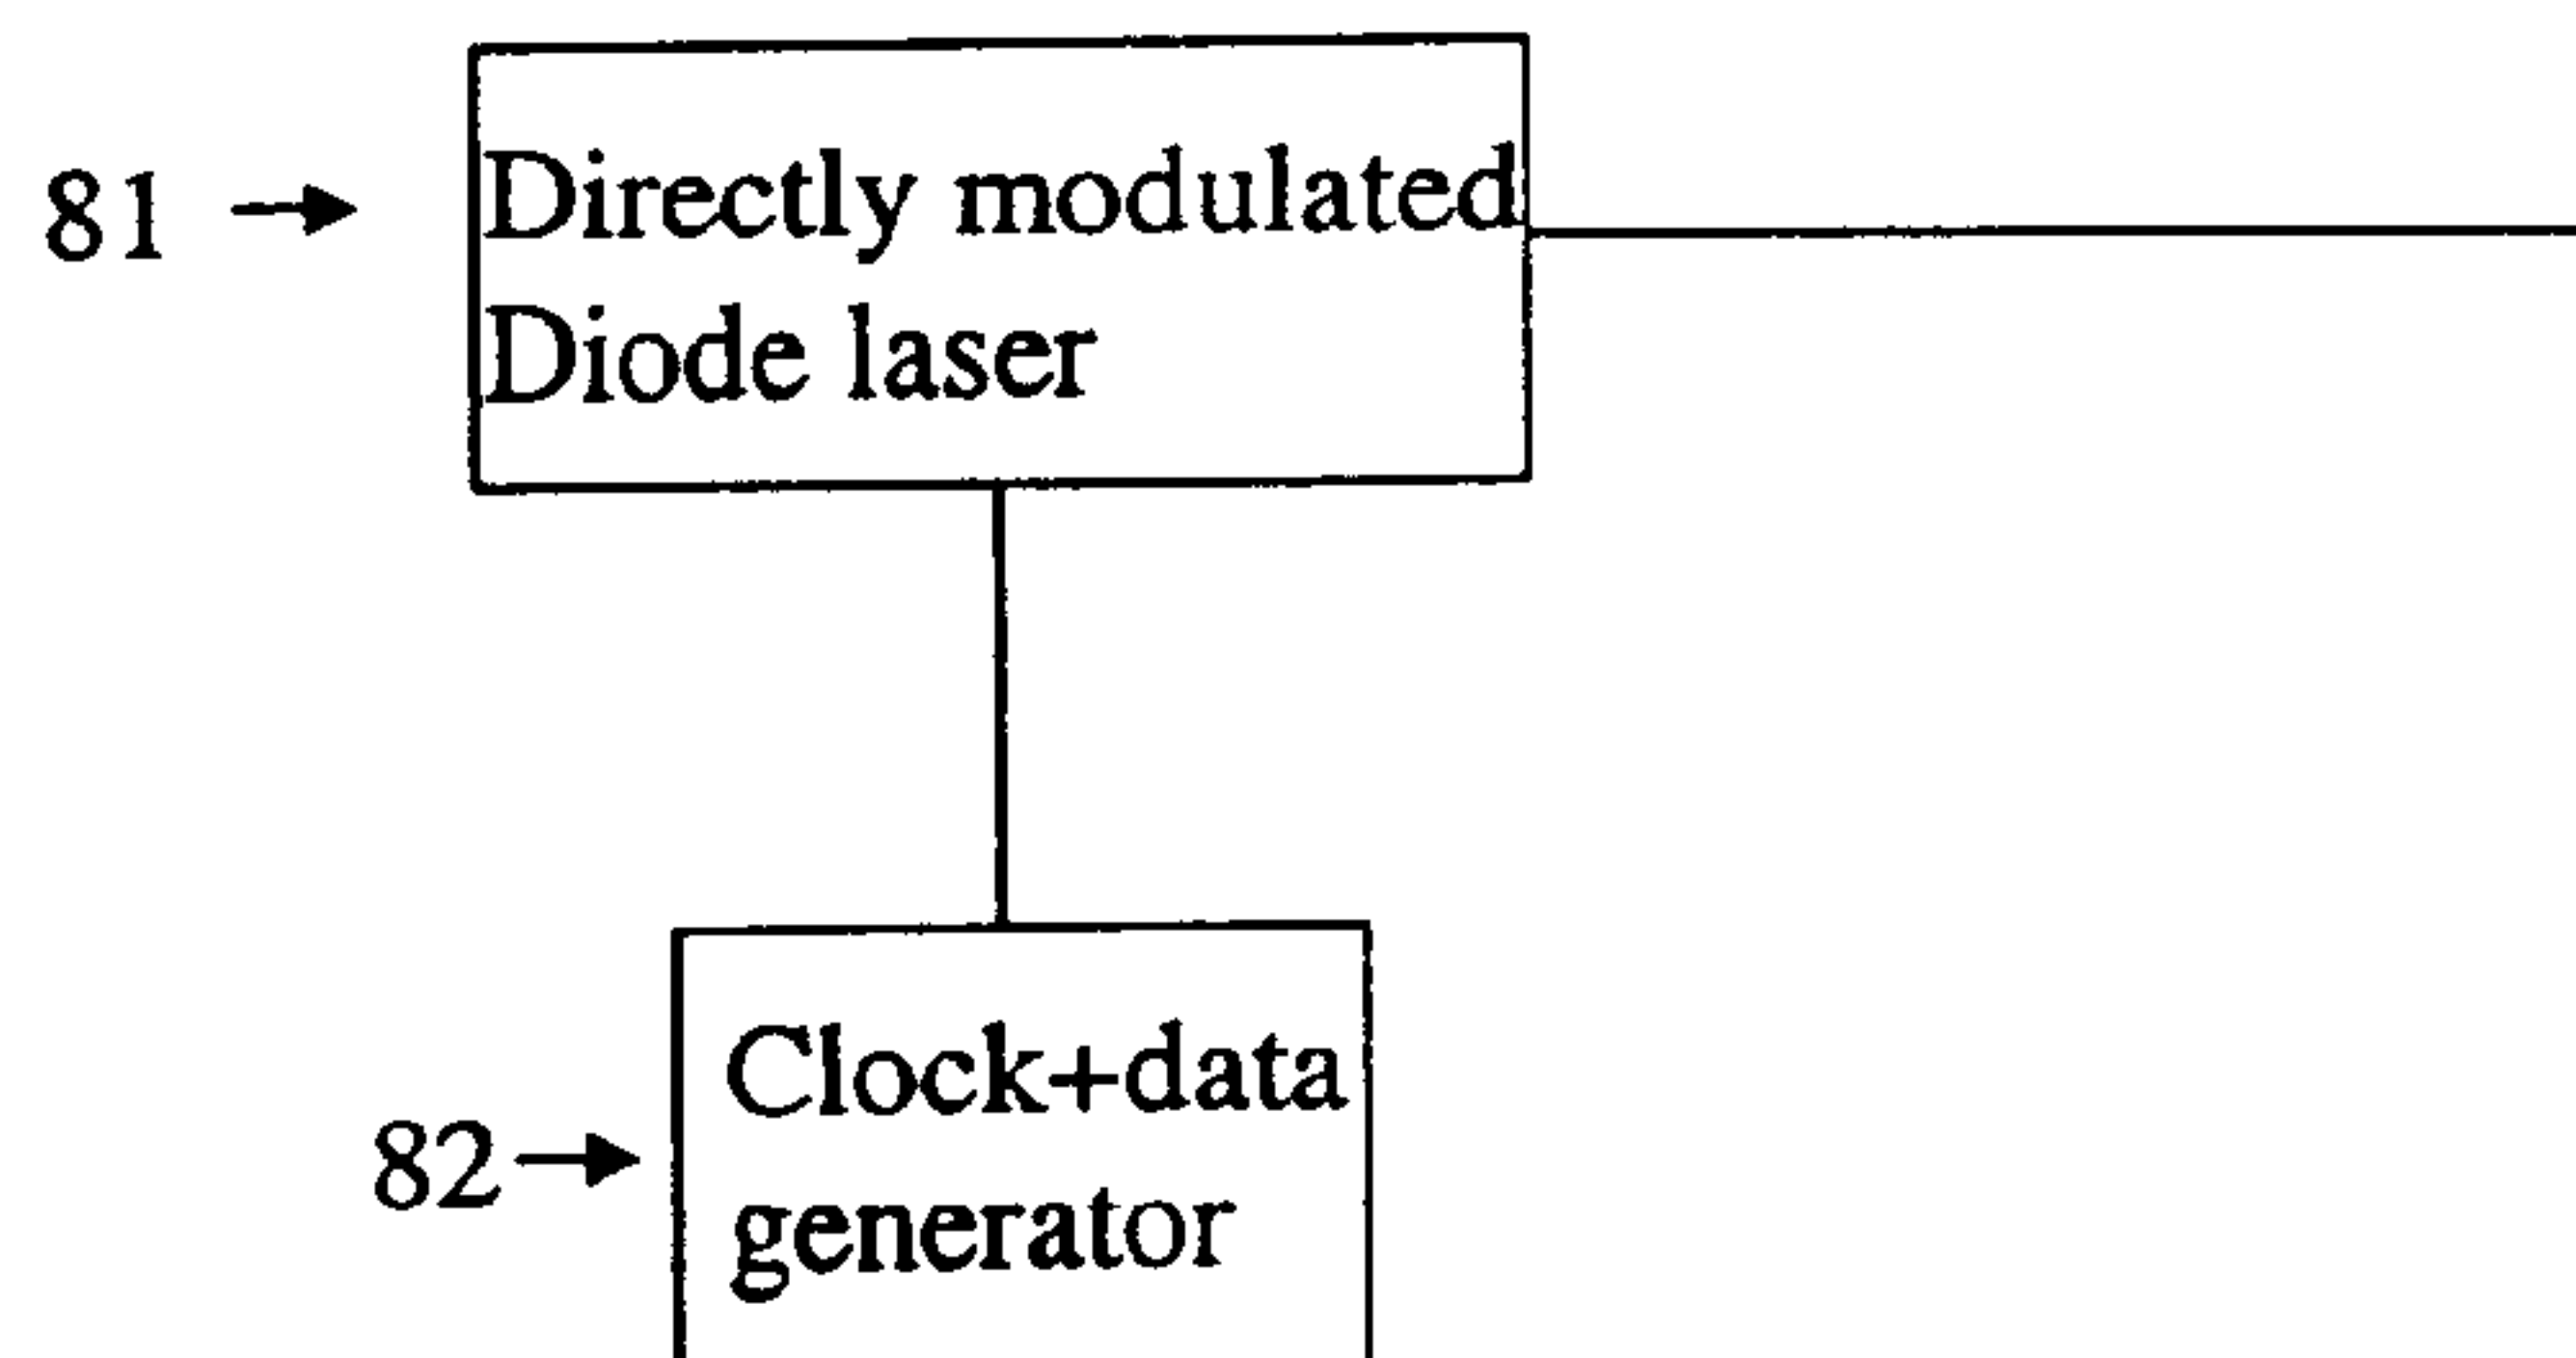 81
Directly modulated
Diode laser
82
Clock+data
generator